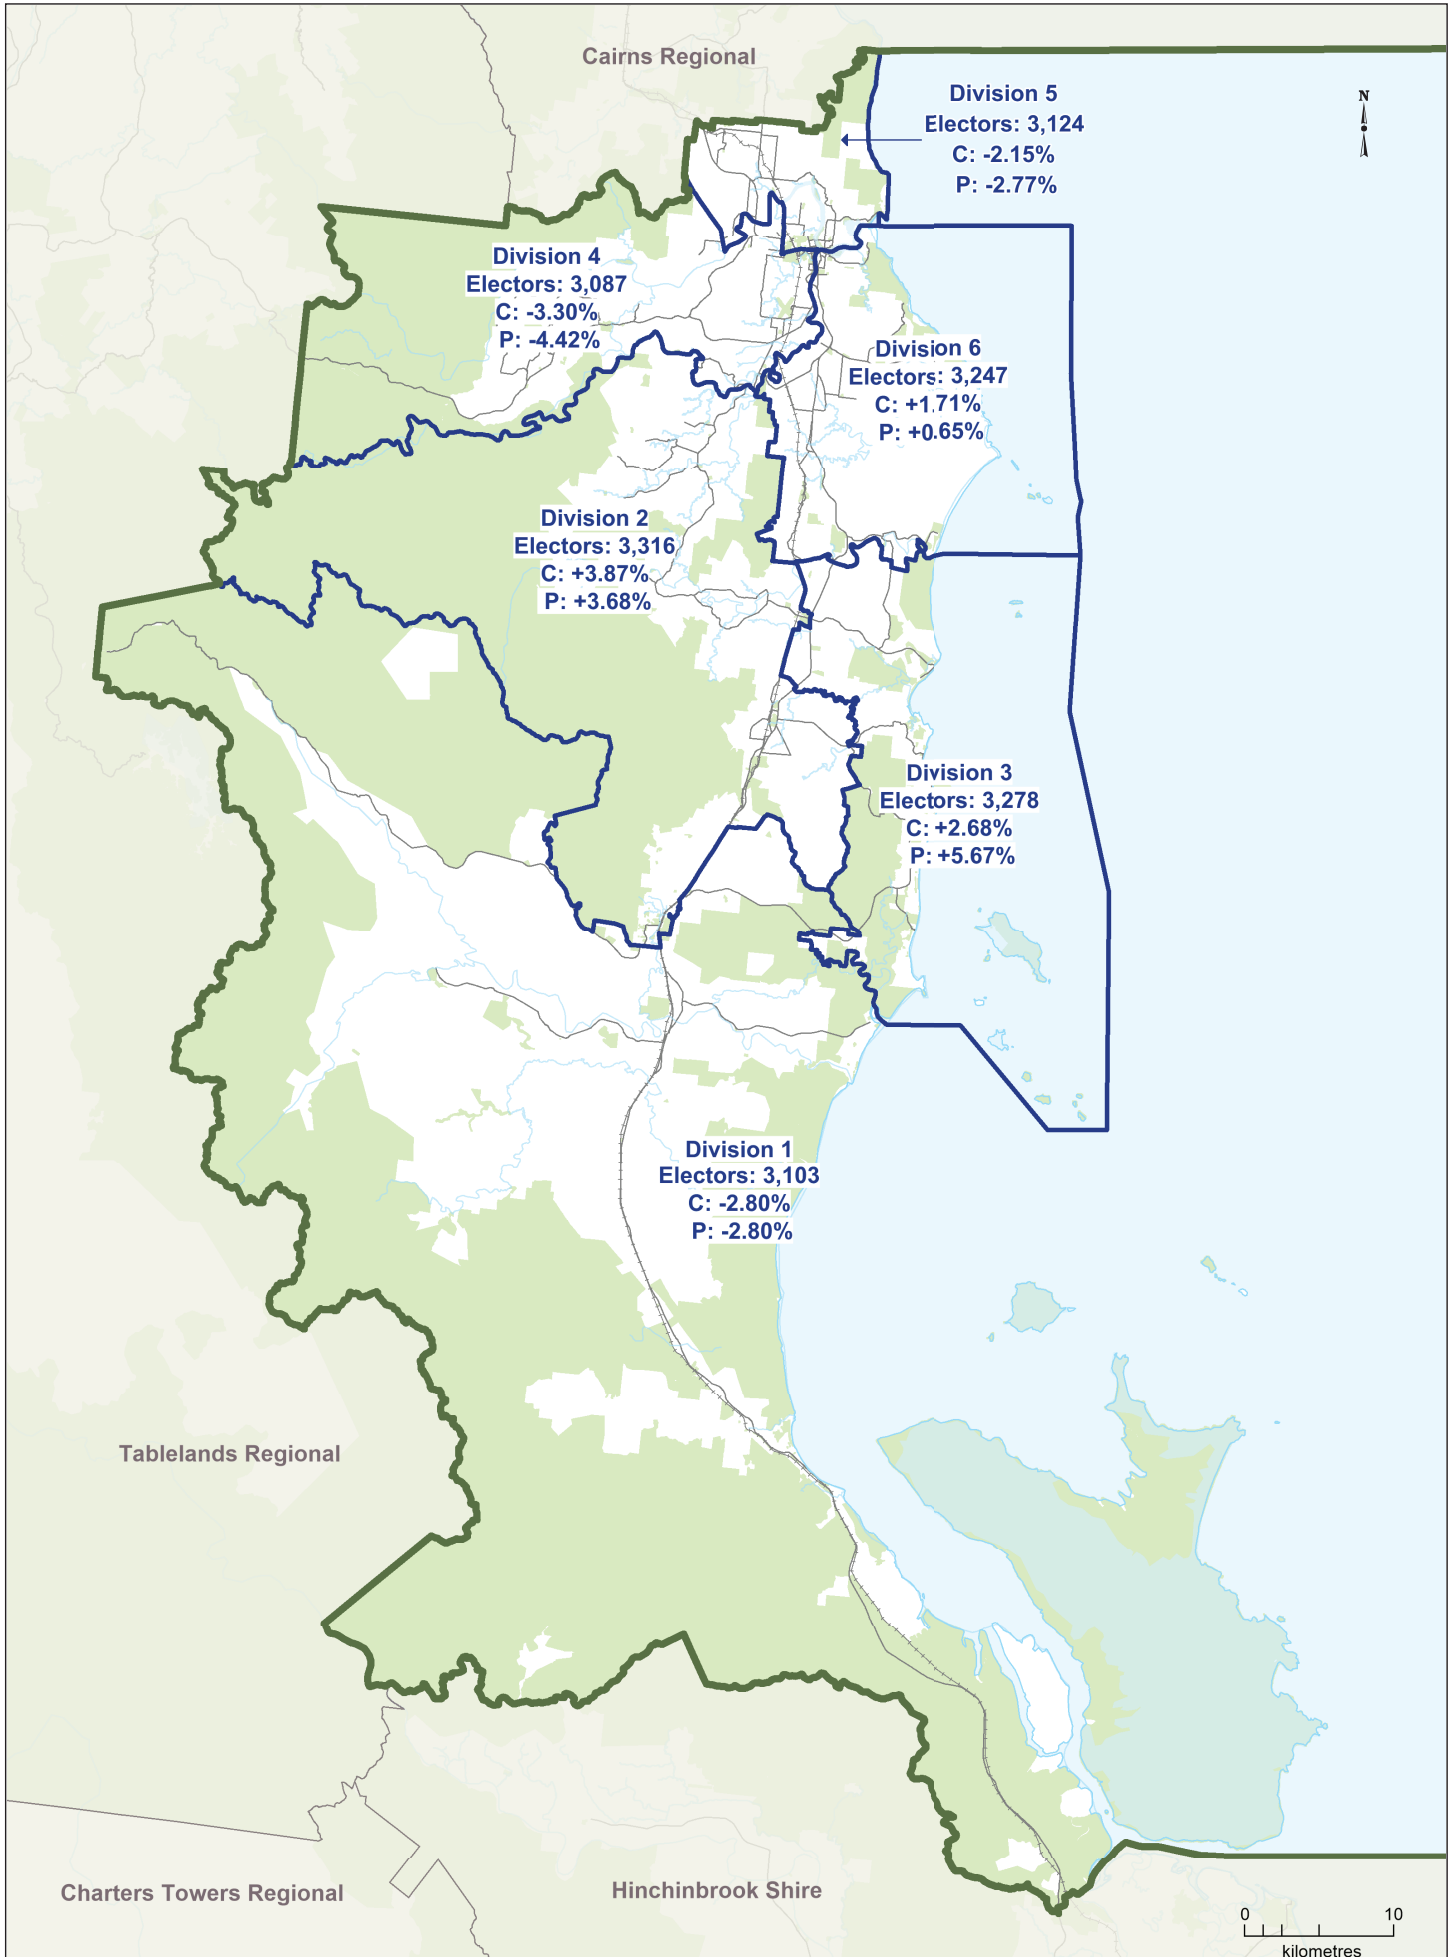 Cairns Regional
Division 5
Electors: 3,124
C: -2.15%
P: -2.77%
N
Division 4
Electors: 3,087
C: -3.30%
P: -4.42%
Division 6
Electors: 3,247
C: +1.71%
P: +0.65%
Division 2
Electors: 3,316
C: +3.87%
P: +3.68%
Division 3
Electors: 3,278
C: +2.68%
P: +5.67%
Division 1
Electors: 3,103
C: -2.80%
P: -2.80%
Tablelands Regional
Charters Towers Regional
Hinchinbrook Shire
0 10
kilometres